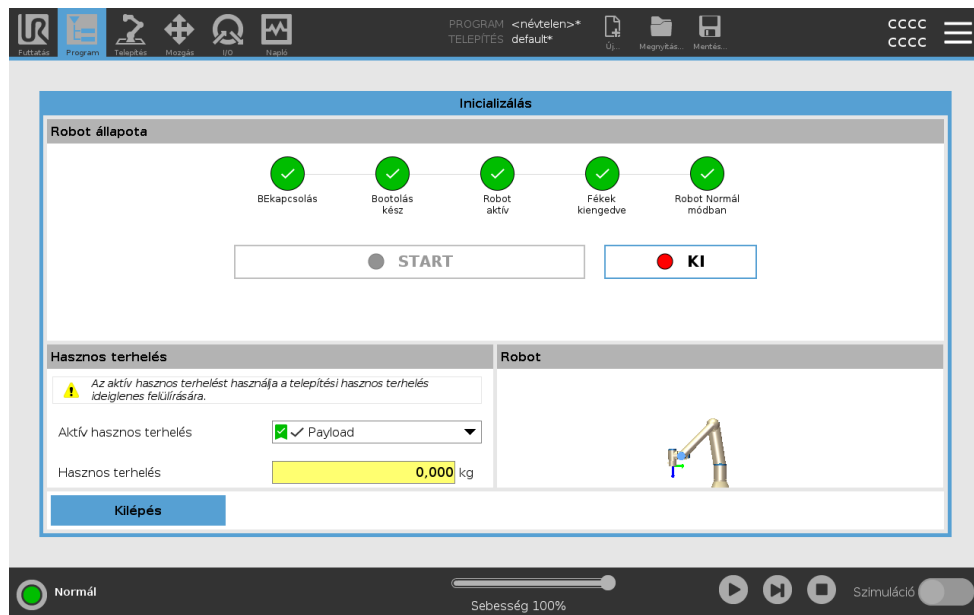 PROGRAM <névtelen>*
TELEPÍTÉS default*
cccc
cccc
Futtatás Program Telepítés Mozgás I/O Napló Új... Megnyitás... Mentés...
Inicializálás
Robot állapota
BEkapcsolás
Bootolás kész
Robot aktív
Fékek kiengedve
Robot Normál módban
START
KI
Hasznos terhelés
Robot
Az aktív hasznos terhelést használja a telepítési hasznos terhelés
ideiglenes felülírására.
Aktív hasznos terhelés
Payload
Hasznos terhelés
0,000 kg
Kilépés
Normál
Sebesség 100%
Szimuláció